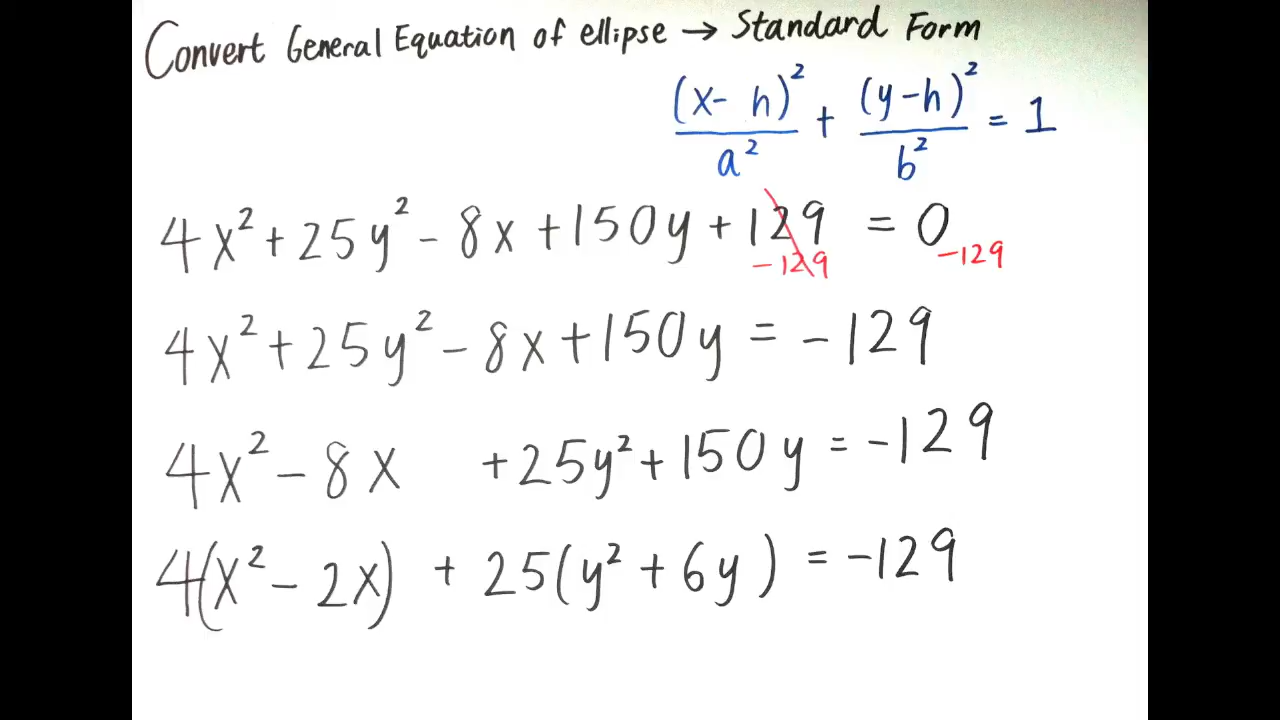 Convert General Equation of ellipse → Standard Form
(x- h)²/a² + (y-h)²/b² = 1
4x² + 25y² - 8x + 150y + 129 = 0
-129 -129
4x² + 25y² - 8x + 150y = -129
4x² - 8x + 25y² + 150y = -129
4(x² - 2x) + 25(y² + 6y) = -129